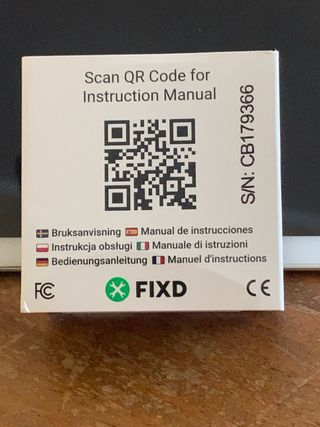 Scan QR Code for
Instruction Manual
S/N: CB179366
Bruksanvisning Manual de instrucciones
Instrukcja obsługi Manuale di istruzioni
Bedienungsanleitung Manuel d'instructions
FC FIXD CE